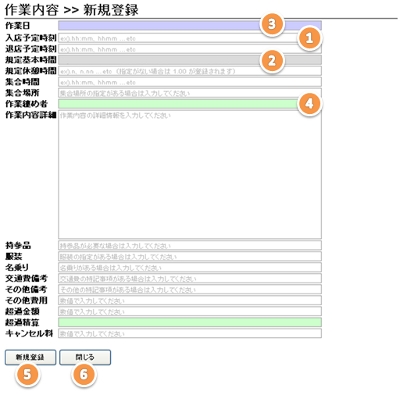 作業内容 >> 新規登録
作業日 3
入店予定時刻 ex) hh:mm, hhmm ... etc 1
退店予定時刻 ex) hh:mm, hhmm ... etc
規定基本時間 2
規定休憩時間 ex) n, n.nn ... etc (指定がない場合は 1.00 が登録されます)
集合時間 ex) hh:mm, hhmm ... etc
集合場所 集合場所の指定がある場合は入力してください
作業纏め者 4
作業内容詳細 作業内容の詳細情報を入力してください
持参品 持参品が必要な場合は入力してください
服装 服装の指定がある場合は入力してください
名乗り 名乗りがある場合は入力してください
交通費備考 交通費の特記事項がある場合は入力してください
その他備考 その他の特記事項がある場合は入力してください
その他費用 数値で入力してください
超過金額 数値で入力してください
超過精算
キャンセル料 数値で入力してください
新規登録 閉じる
5 6